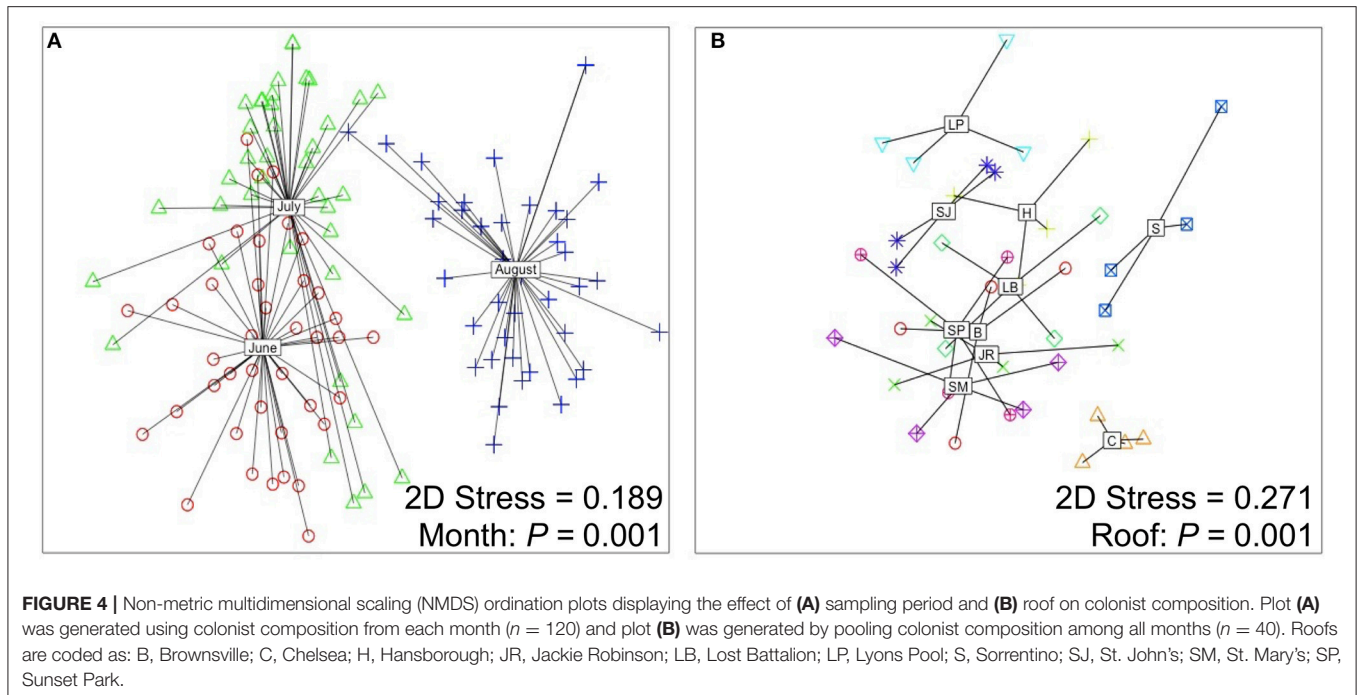 A
July
August
June
2D Stress = 0.189
Month: P = 0.001
B
LP
SJ
H
S
LB
SP
B
JR
SM
C
2D Stress = 0.271
Roof: P = 0.001
FIGURE 4 | Non-metric multidimensional scaling (NMDS) ordination plots displaying the effect of (A) sampling period and (B) roof on colonist composition. Plot (A)
was generated using colonist composition from each month (n = 120) and plot (B) was generated by pooling colonist composition among all months (n = 40). Roofs
are coded as: B, Brownsville; C, Chelsea; H, Hansborough; JR, Jackie Robinson; LB, Lost Battalion; LP, Lyons Pool; S, Sorrentino; SJ, St. John's; SM, St. Mary's; SP,
Sunset Park.